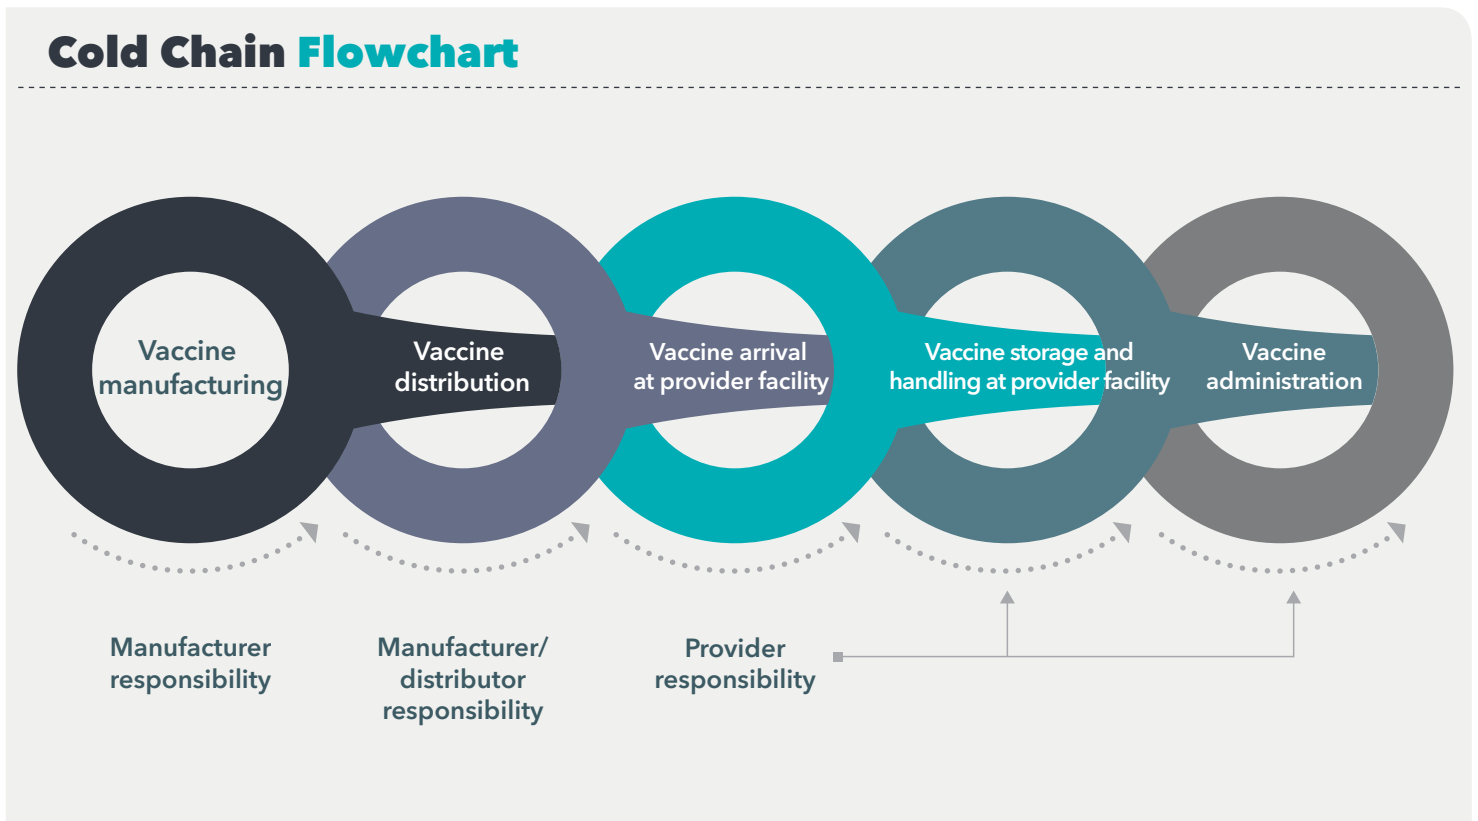 Cold Chain Flowchart
Vaccine
manufacturing
Vaccine
distribution
Vaccine arrival
at provider facility
Vaccine storage and
handling at provider facility
Vaccine
administration
Manufacturer
responsibility
Manufacturer/
distributor
responsibility
Provider
responsibility